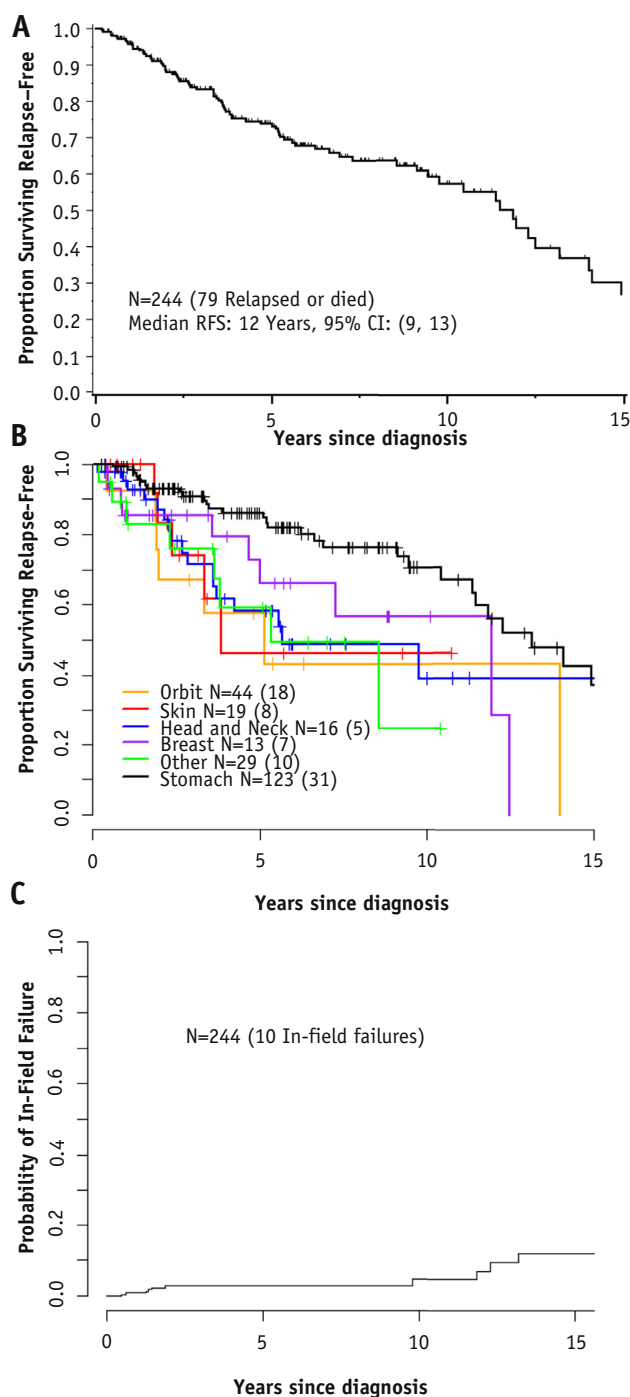 A
Proportion Surviving Relapse–Free
1.0
0.9
0.8
0.7
0.6
0.5
0.4
0.3
0.2
0.1
0.0
N=244 (79 Relapsed or died)
Median RFS: 12 Years, 95% CI: (9, 13)
0 5 10 15
Years since diagnosis
B
Proportion Surviving Relapse-Free
1.0
0.8
0.6
0.4
0.2
0.0
Orbit N=44 (18)
Skin N=19 (8)
Head and Neck N=16 (5)
Breast N=13 (7)
Other N=29 (10)
Stomach N=123 (31)
0 5 10 15
Years since diagnosis
C
Probability of In-Field Failure
1.0
0.8
0.6
0.4
0.2
0.0
N=244 (10 In-field failures)
0 5 10 15
Years since diagnosis